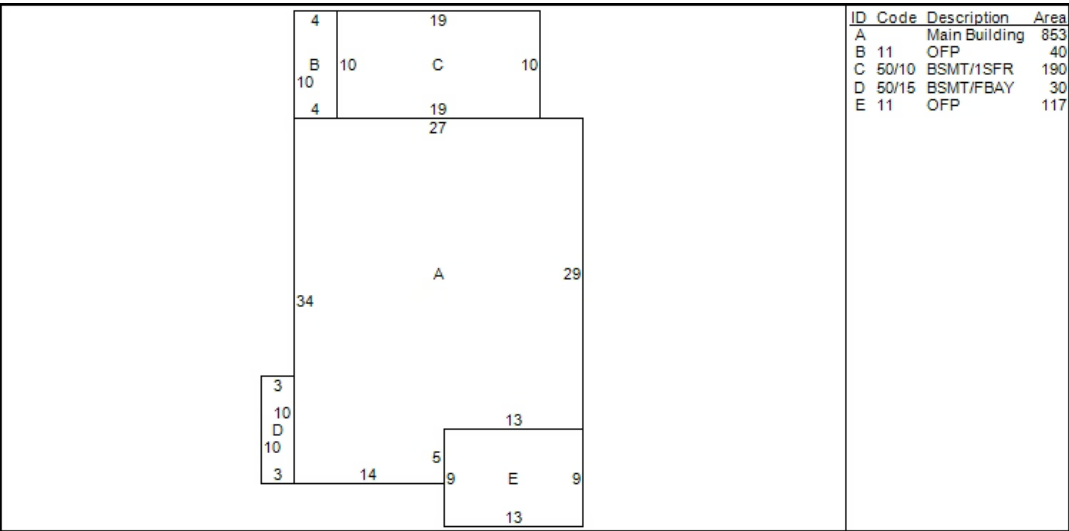 4 19
B 10 C 10
10
4 19
27
A 29
34
3
13
10
D
10
5
3 14 9 E 9
13
ID Code Description Area
A Main Building 853
B 11 OFP 40
C 50/10 BSMT/1SFR 190
D 50/15 BSMT/FBAY 30
E 11 OFP 117